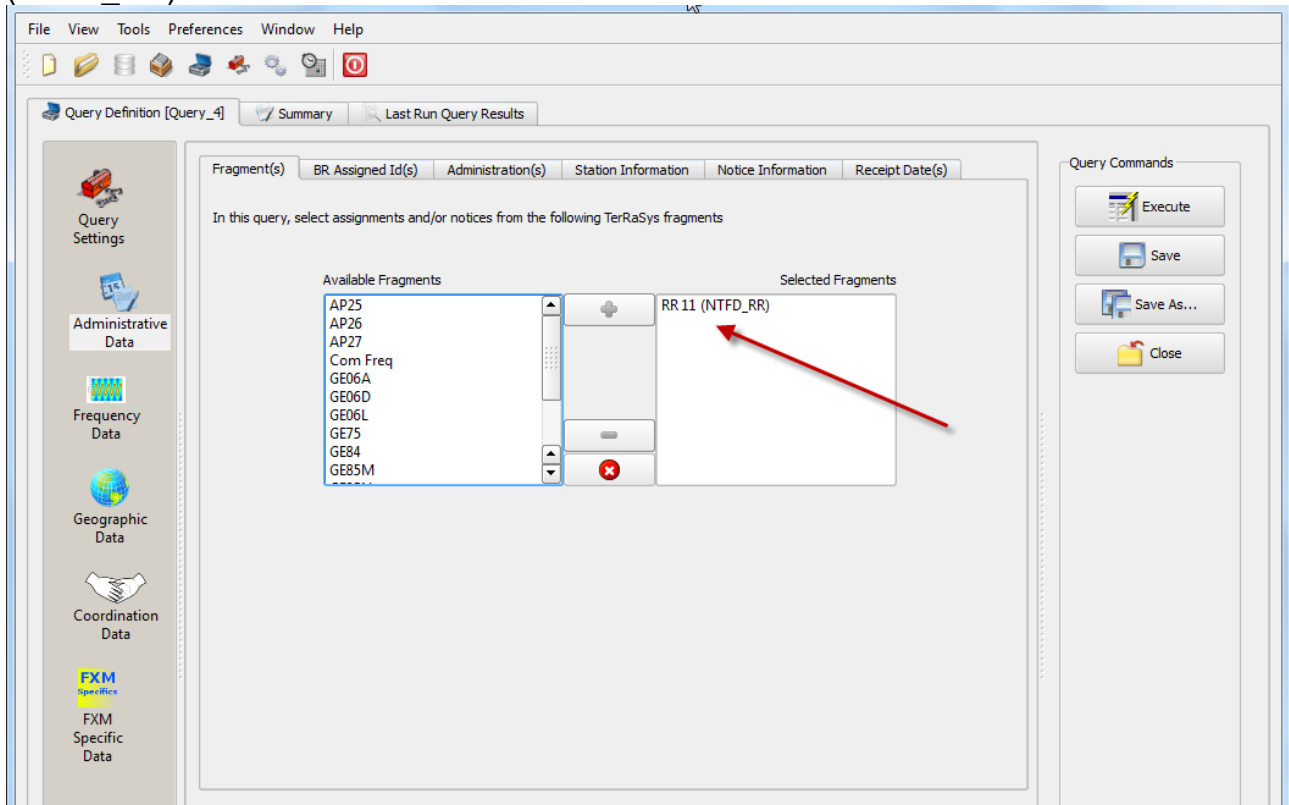 File View Tools Preferences Window Help
Query Definition [Query_4] Summary Last Run Query Results
Query
Settings
Administrative
Data
Frequency
Data
Geographic
Data
Coordination
Data
FXM
Specifics
FXM
Specific
Data
Fragment(s) BR Assigned Id(s) Administration(s) Station Information Notice Information Receipt Date(s)
In this query, select assignments and/or notices from the following TerRaSys fragments
Available Fragments
AP25
AP26
AP27
Com Freq
GE06A
GE06D
GE06L
GE75
GE84
GE85M
Selected Fragments
RR 11 (NTFD_RR)
Query Commands
Execute
Save
Save As...
Close